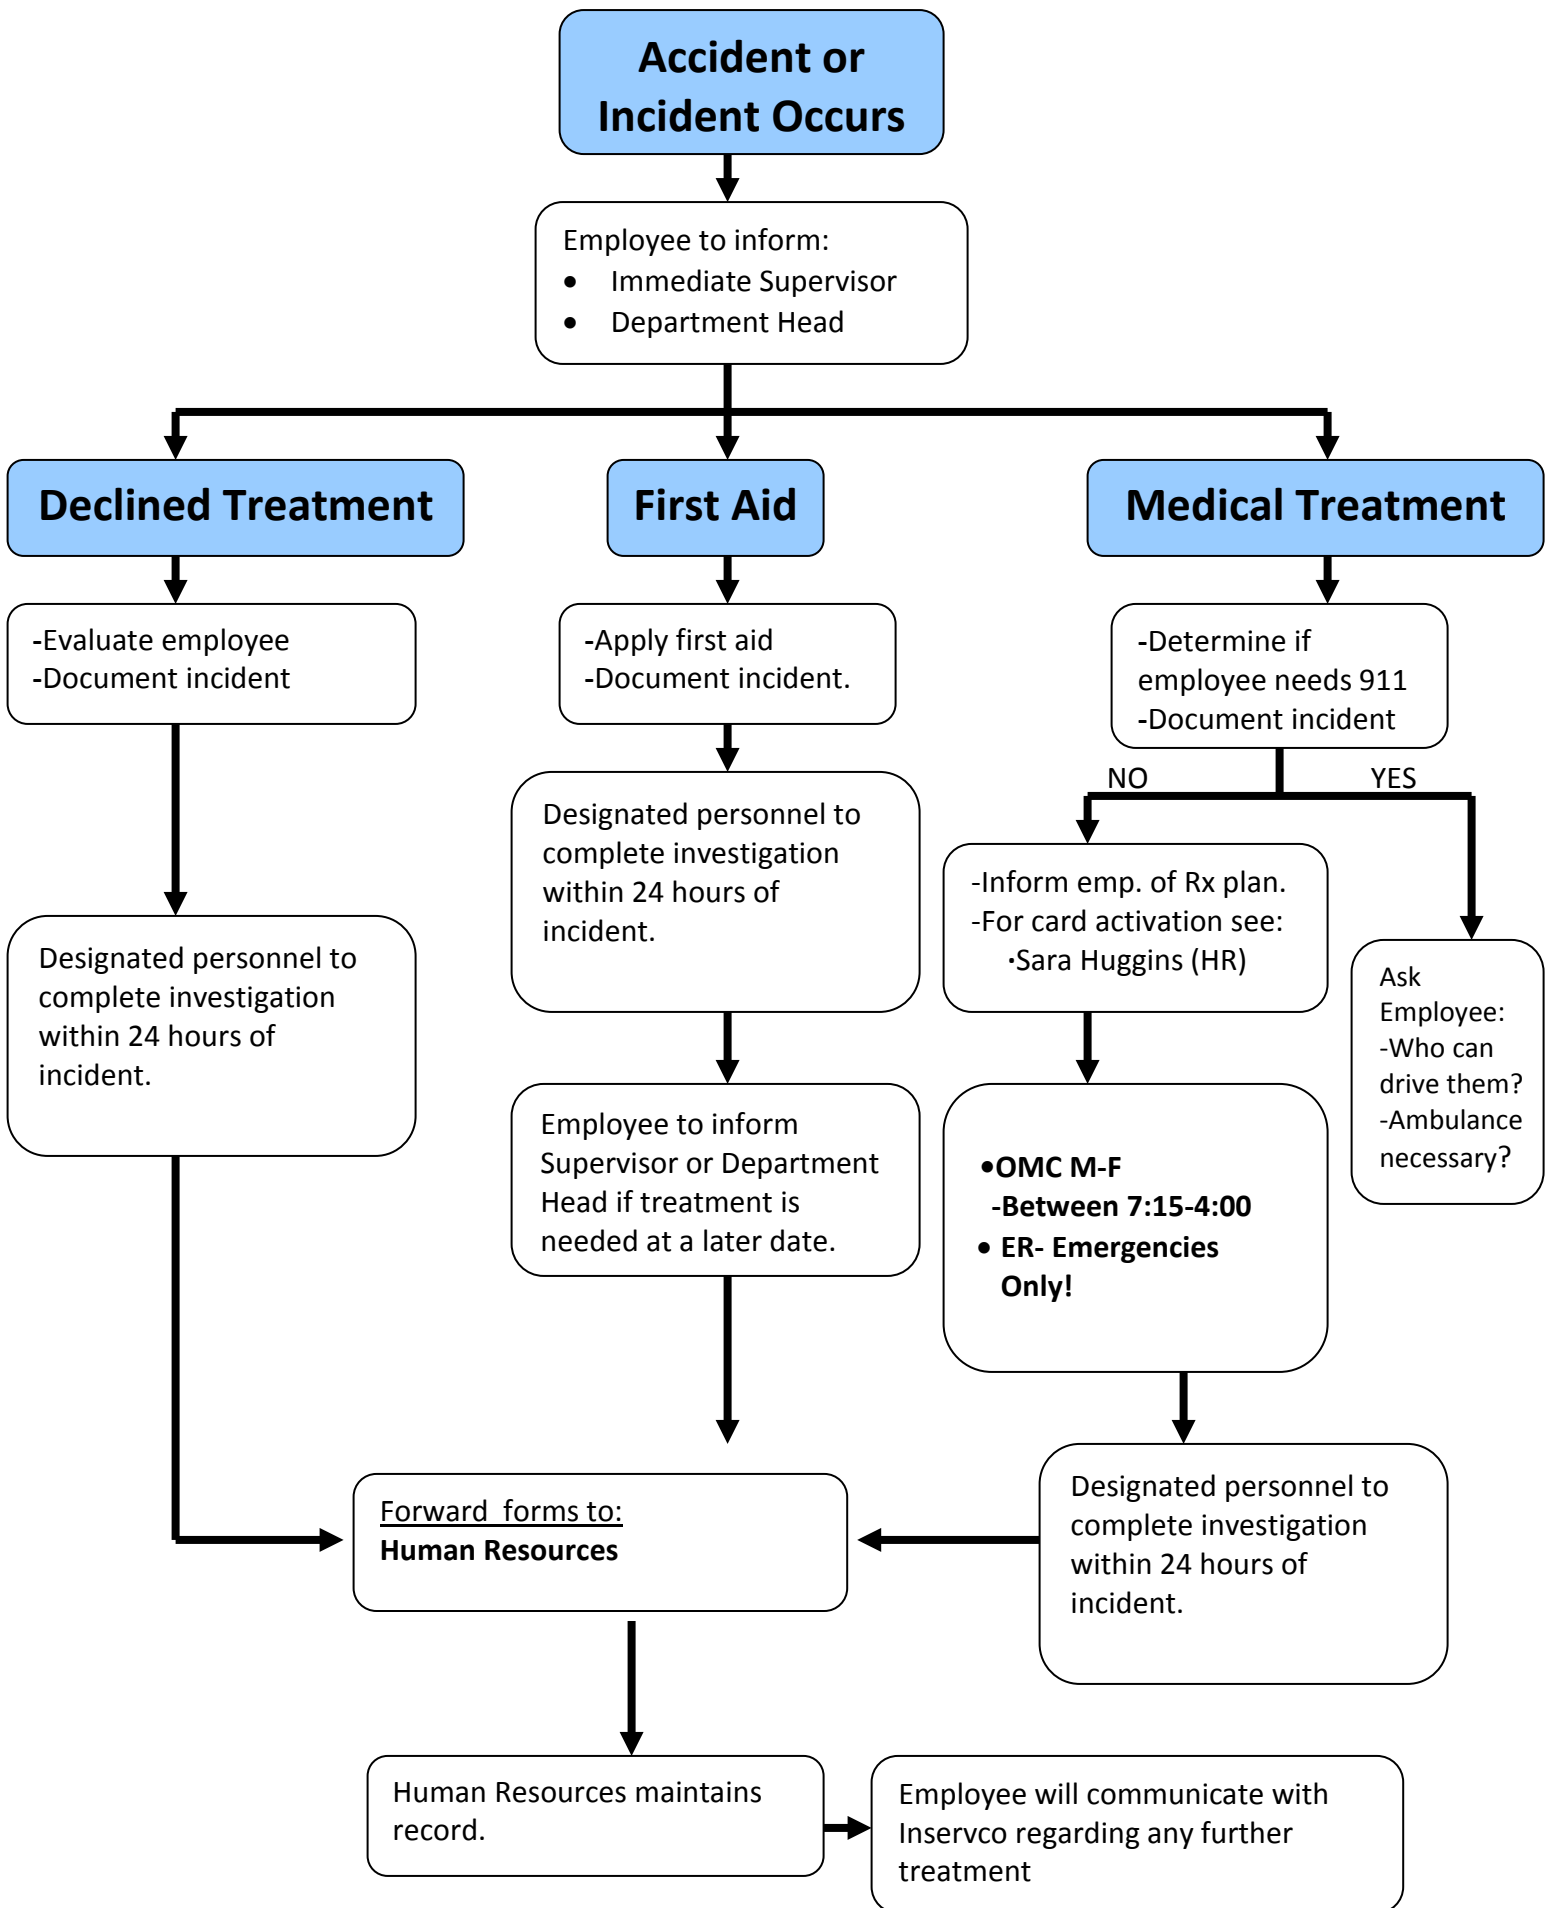 Accident or
Incident Occurs
Employee to inform:
• Immediate Supervisor
• Department Head
Declined Treatment
First Aid
Medical Treatment
-Evaluate employee
-Document incident
-Apply first aid
-Document incident.
-Determine if
employee needs 911
-Document incident
NO
YES
Designated personnel to
complete investigation
within 24 hours of
incident.
Designated personnel to
complete investigation
within 24 hours of
incident.
-Inform emp. of Rx plan.
-For card activation see:
·Sara Huggins (HR)
Ask
Employee:
-Who can
drive them?
-Ambulance
necessary?
Employee to inform
Supervisor or Department
Head if treatment is
needed at a later date.
•OMC M-F
-Between 7:15-4:00
• ER- Emergencies
Only!
Forward  forms to:
Human Resources
Designated personnel to
complete investigation
within 24 hours of
incident.
Human Resources maintains
record.
Employee will communicate with
Inservco regarding any further
treatment